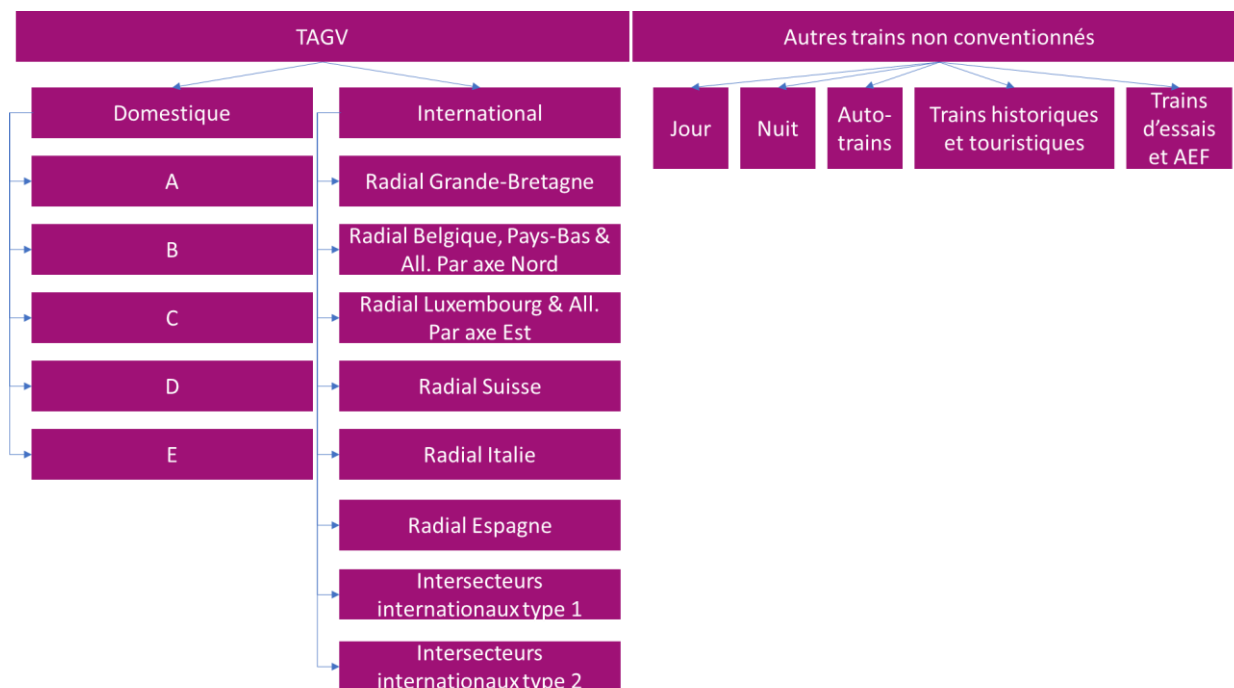 TAGV
Autres trains non conventionnés
Domestique
International
Jour
Nuit
Auto-
trains
Trains historiques
et touristiques
Trains
d'essais
et AEF
A
B
C
D
E
Radial Grande-Bretagne
Radial Belgique, Pays-Bas &
All. Par axe Nord
Radial Luxembourg & All.
Par axe Est
Radial Suisse
Radial Italie
Radial Espagne
Intersecteurs
internationaux type 1
Intersecteurs
internationaux type 2